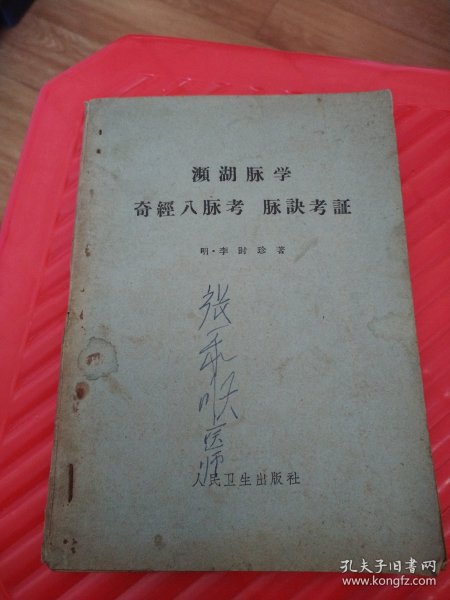 瀕湖脉学
奇經八脉考 脉訣考証
明·李时珍著
张
医师
人民卫生出版社
孔夫子旧书网
www.kongfz.com